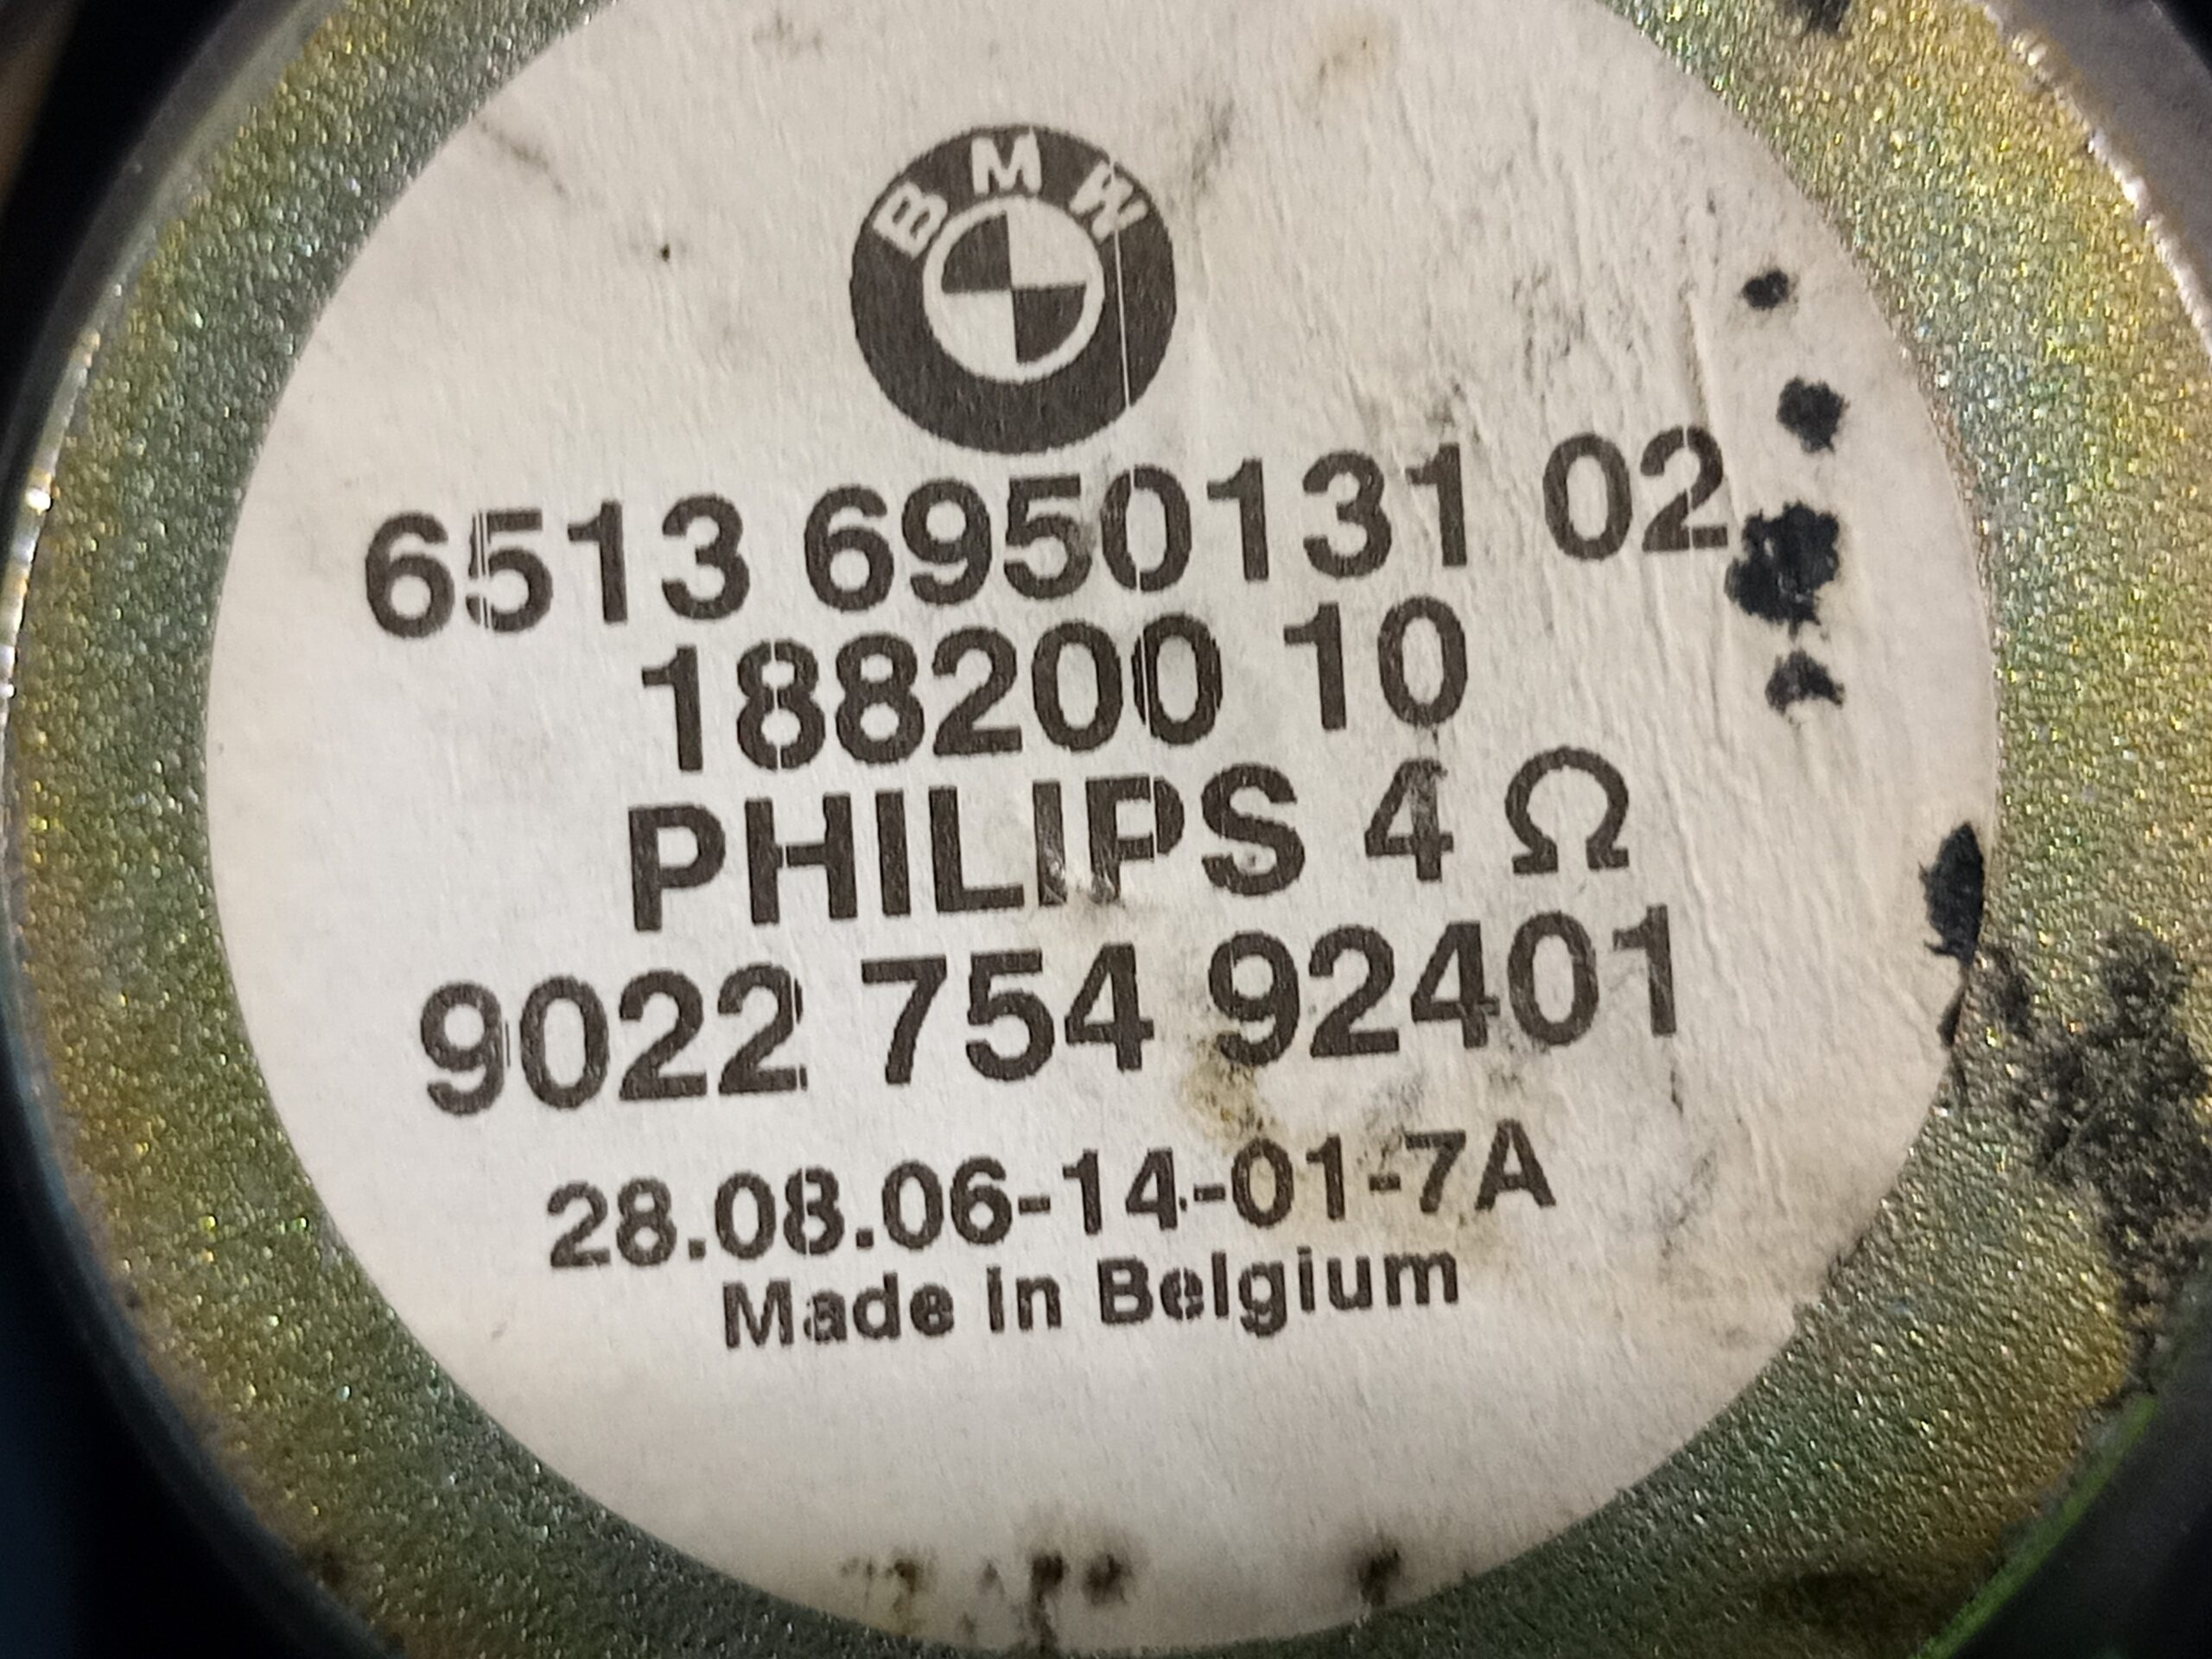 BMW
6513 6950131 02
188200 10
PHILIPS 4 Ω
9022 754 92401
28.08.06-14-01-7A
Made in Belgium